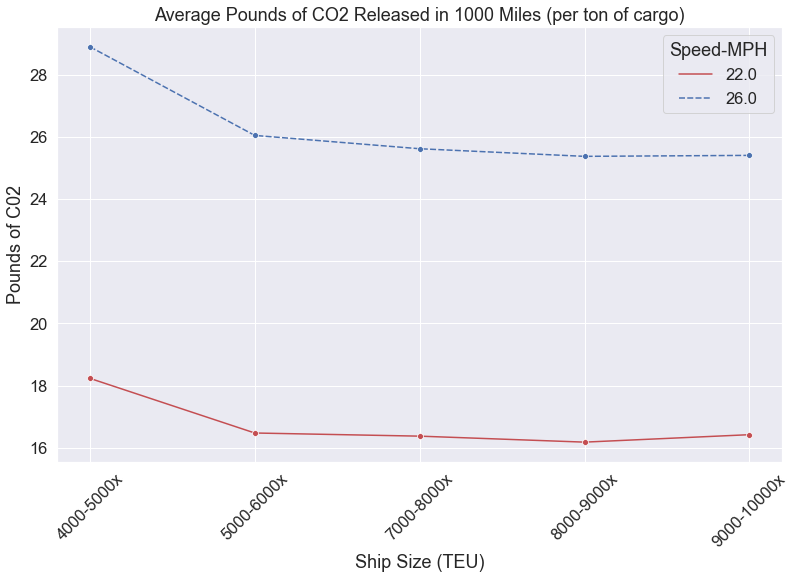 Average Pounds of CO2 Released in 1000 Miles (per ton of cargo)
Speed-MPH
22.0
26.0
28
26
24
22
20
18
16
Pounds of C02
4000-5000x
5000-6000x
7000-8000x
8000-9000x
9000-10000x
Ship Size (TEU)